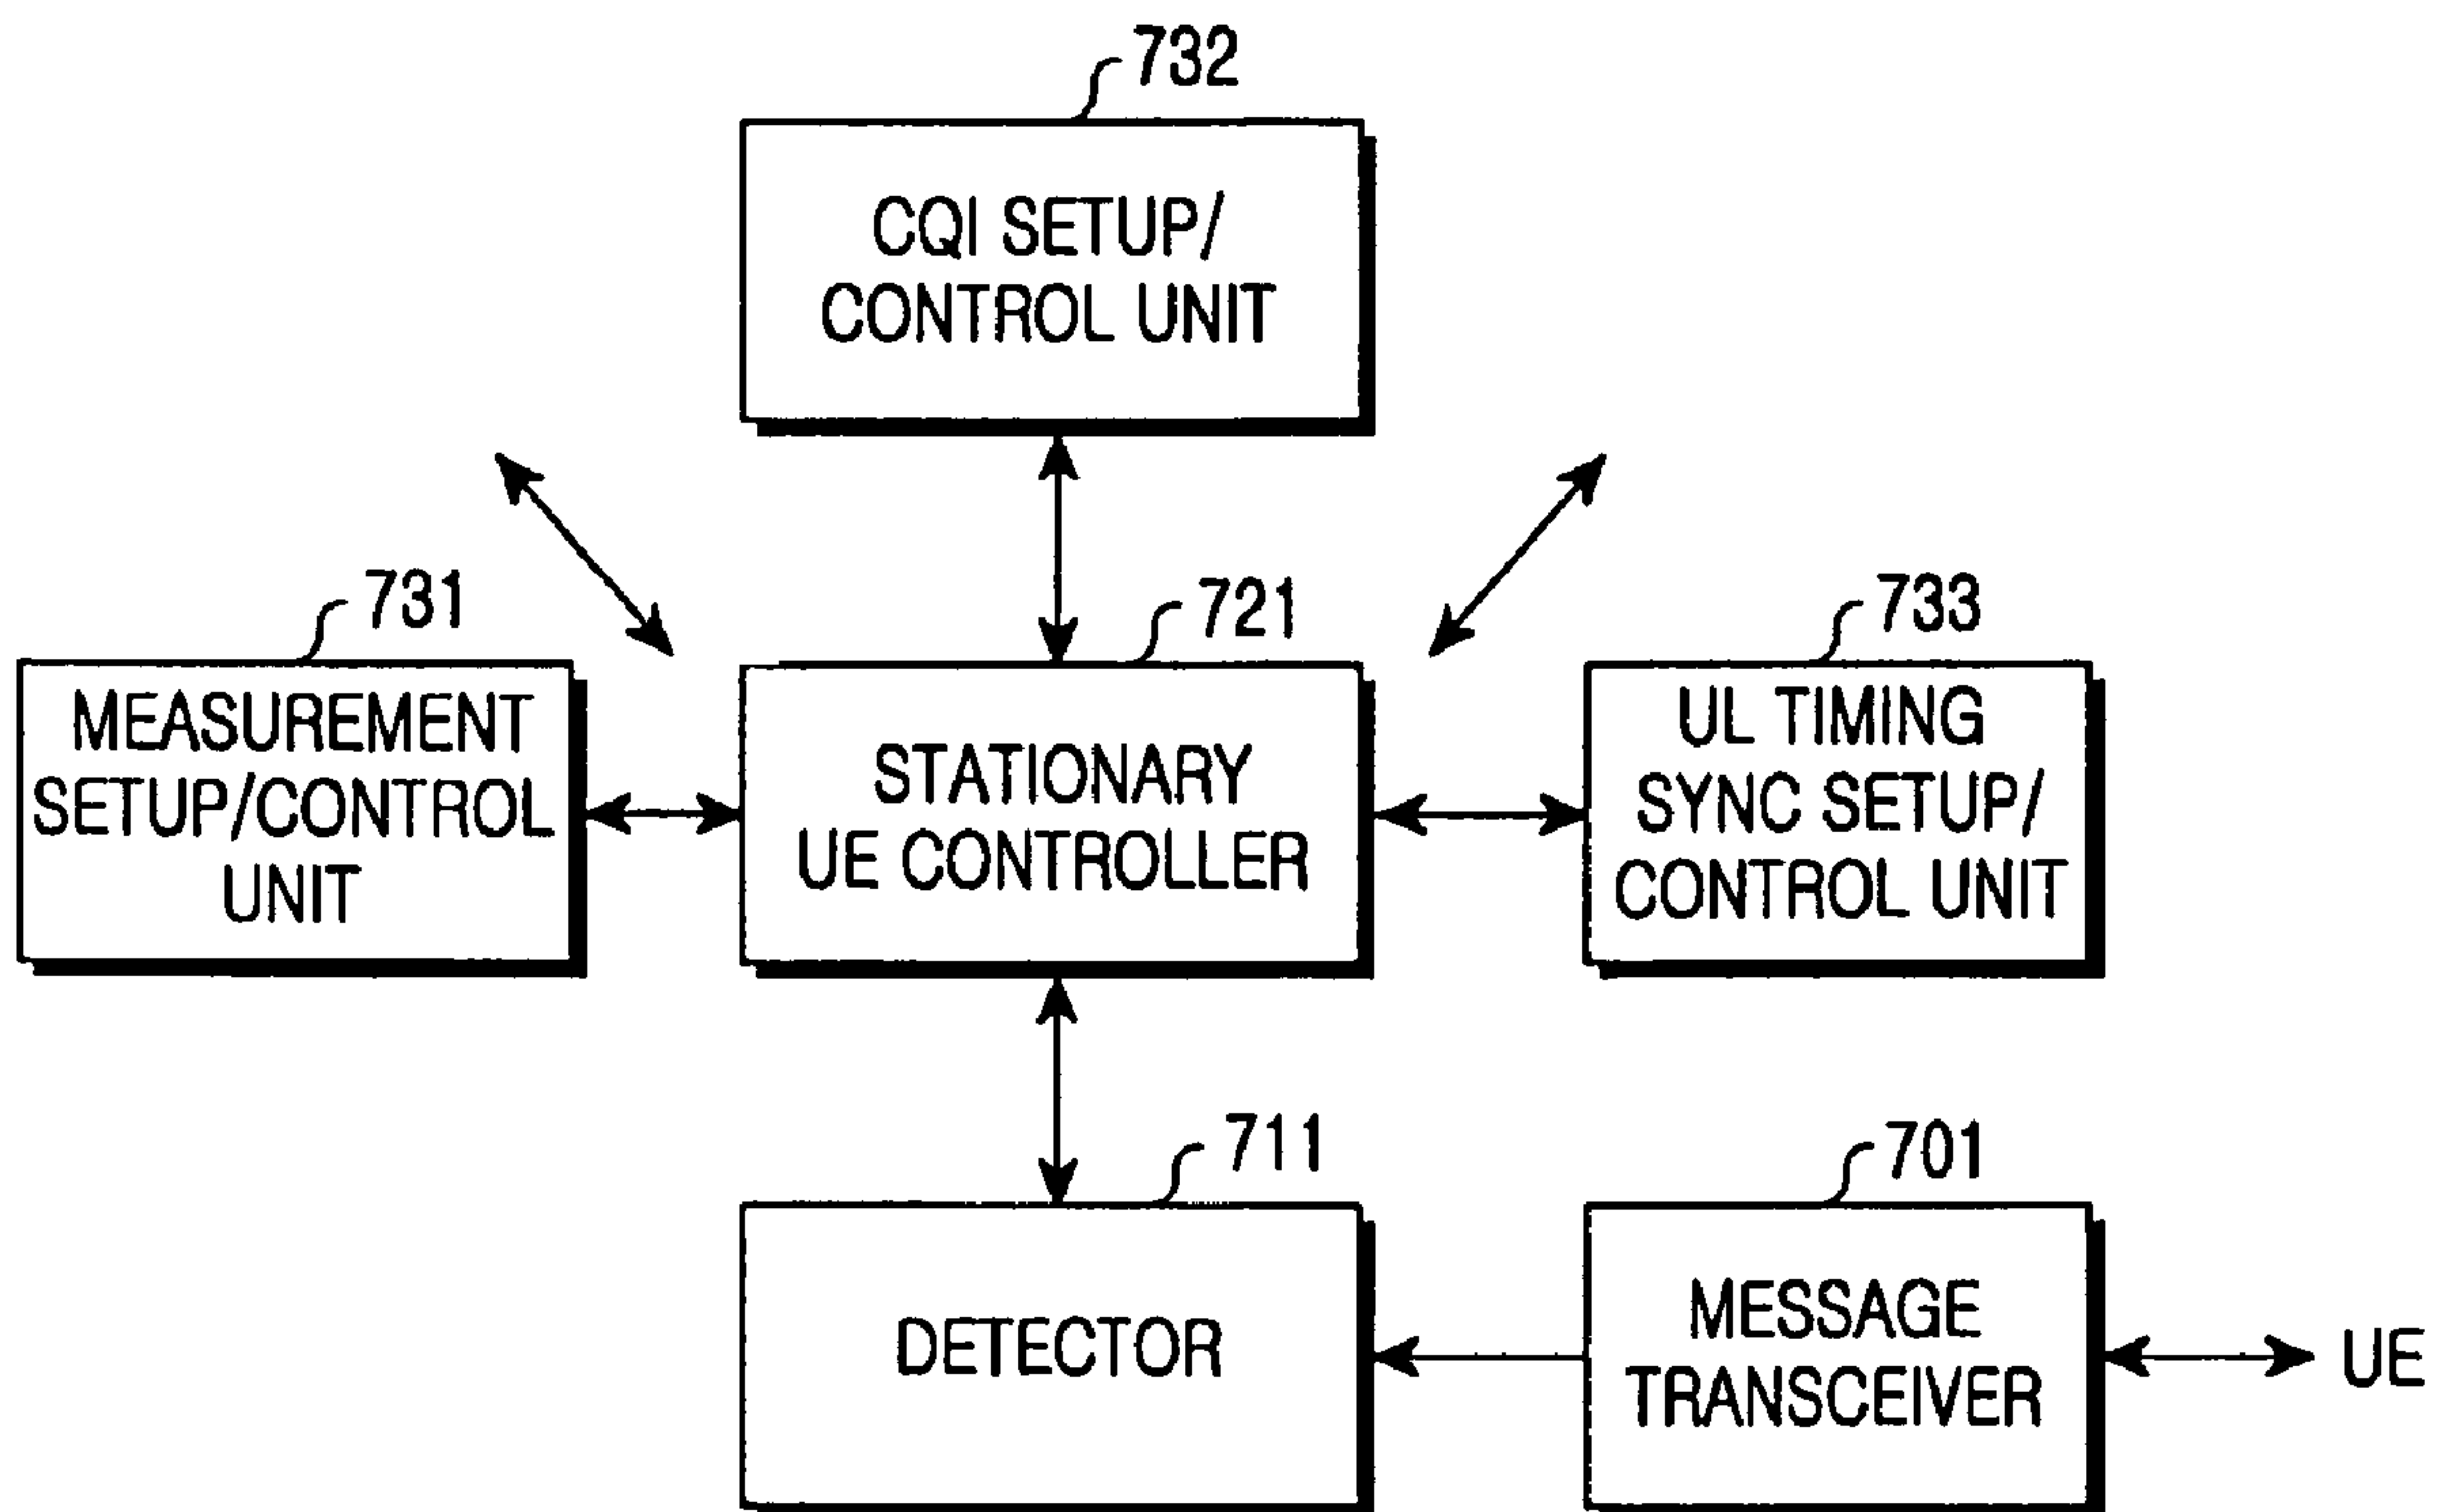 732
CQI SETUP/
CONTROL UNIT
731
721
733
MEASUREMENT
SETUP/CONTROL
UNIT
STATIONARY
UE CONTROLLER
UL TIMING
SYNC SETUP/
CONTROL UNIT
711
701
DETECTOR
MESSAGE
TRANSCEIVER
UE